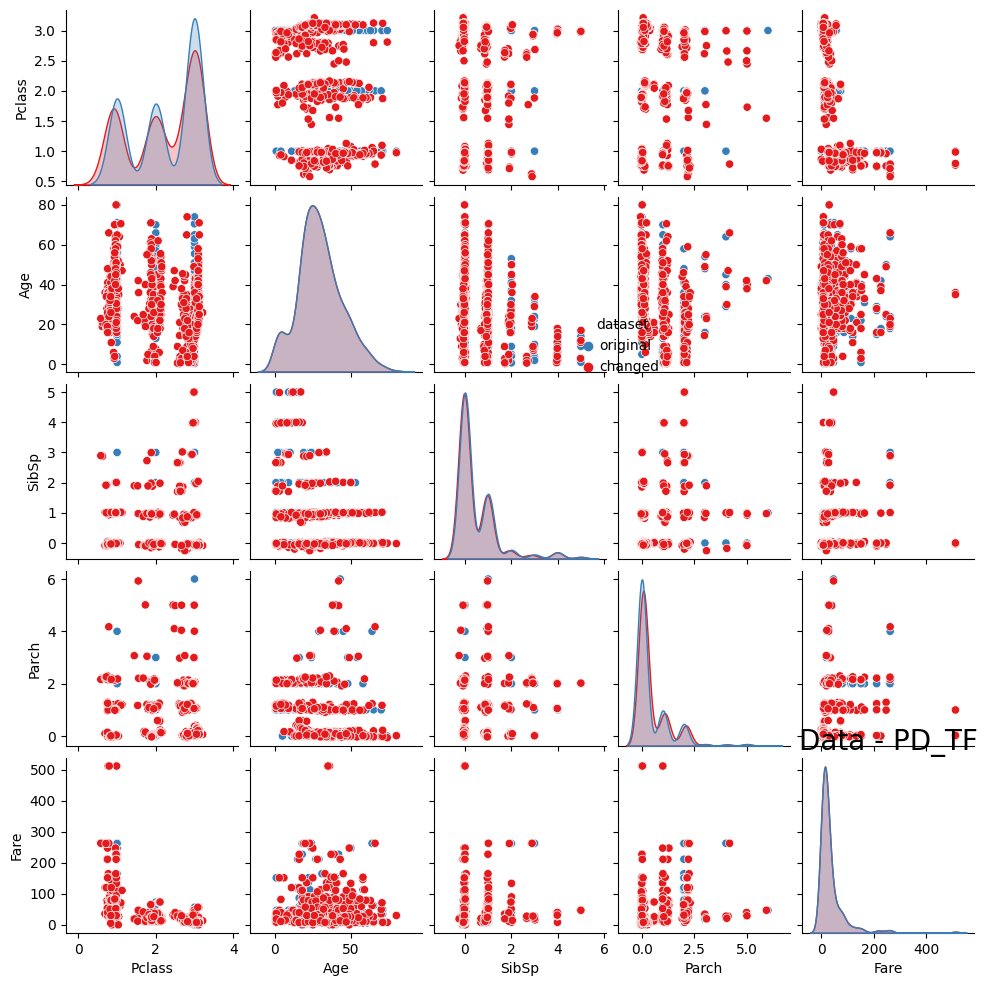 3.0
2.5
2.0
1.5
1.0
0.5
Pclass
80
60
40
20
0
Age
dataset
original
changed
5
4
3
2
1
0
SibSp
6
4
2
0
Parch
Data - PD_TF
500
400
300
200
100
0
Fare
0 2 4
0 50
0 2 4 6
0.0 2.5 5.0
0 200 400
Pclass Age SibSp Parch Fare